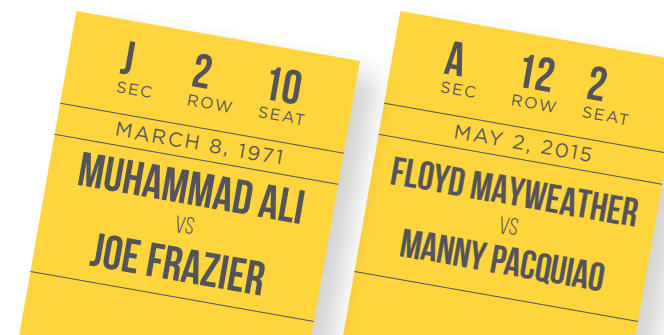 J 2 10
SEC ROW SEAT
MARCH 8, 1971
MUHAMMAD ALI
VS
JOE FRAZIER
A 12 2
SEC ROW SEAT
MAY 2, 2015
FLOYD MAYWEATHER
VS
MANNY PACQUIAO